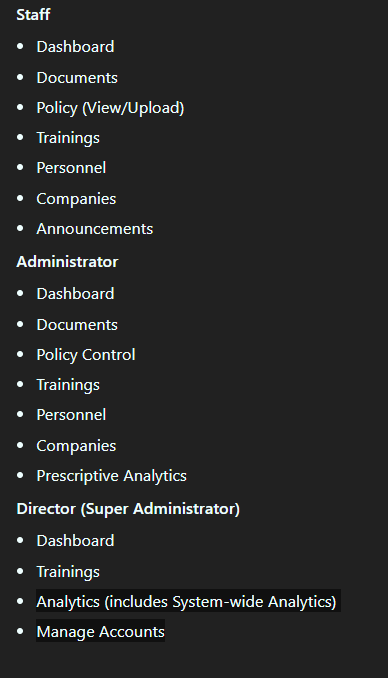 Staff
• Dashboard
• Documents
• Policy (View/Upload)
• Trainings
• Personnel
• Companies
• Announcements
Administrator
• Dashboard
• Documents
• Policy Control
• Trainings
• Personnel
• Companies
• Prescriptive Analytics
Director (Super Administrator)
• Dashboard
• Trainings
• Analytics (includes System-wide Analytics)
• Manage Accounts